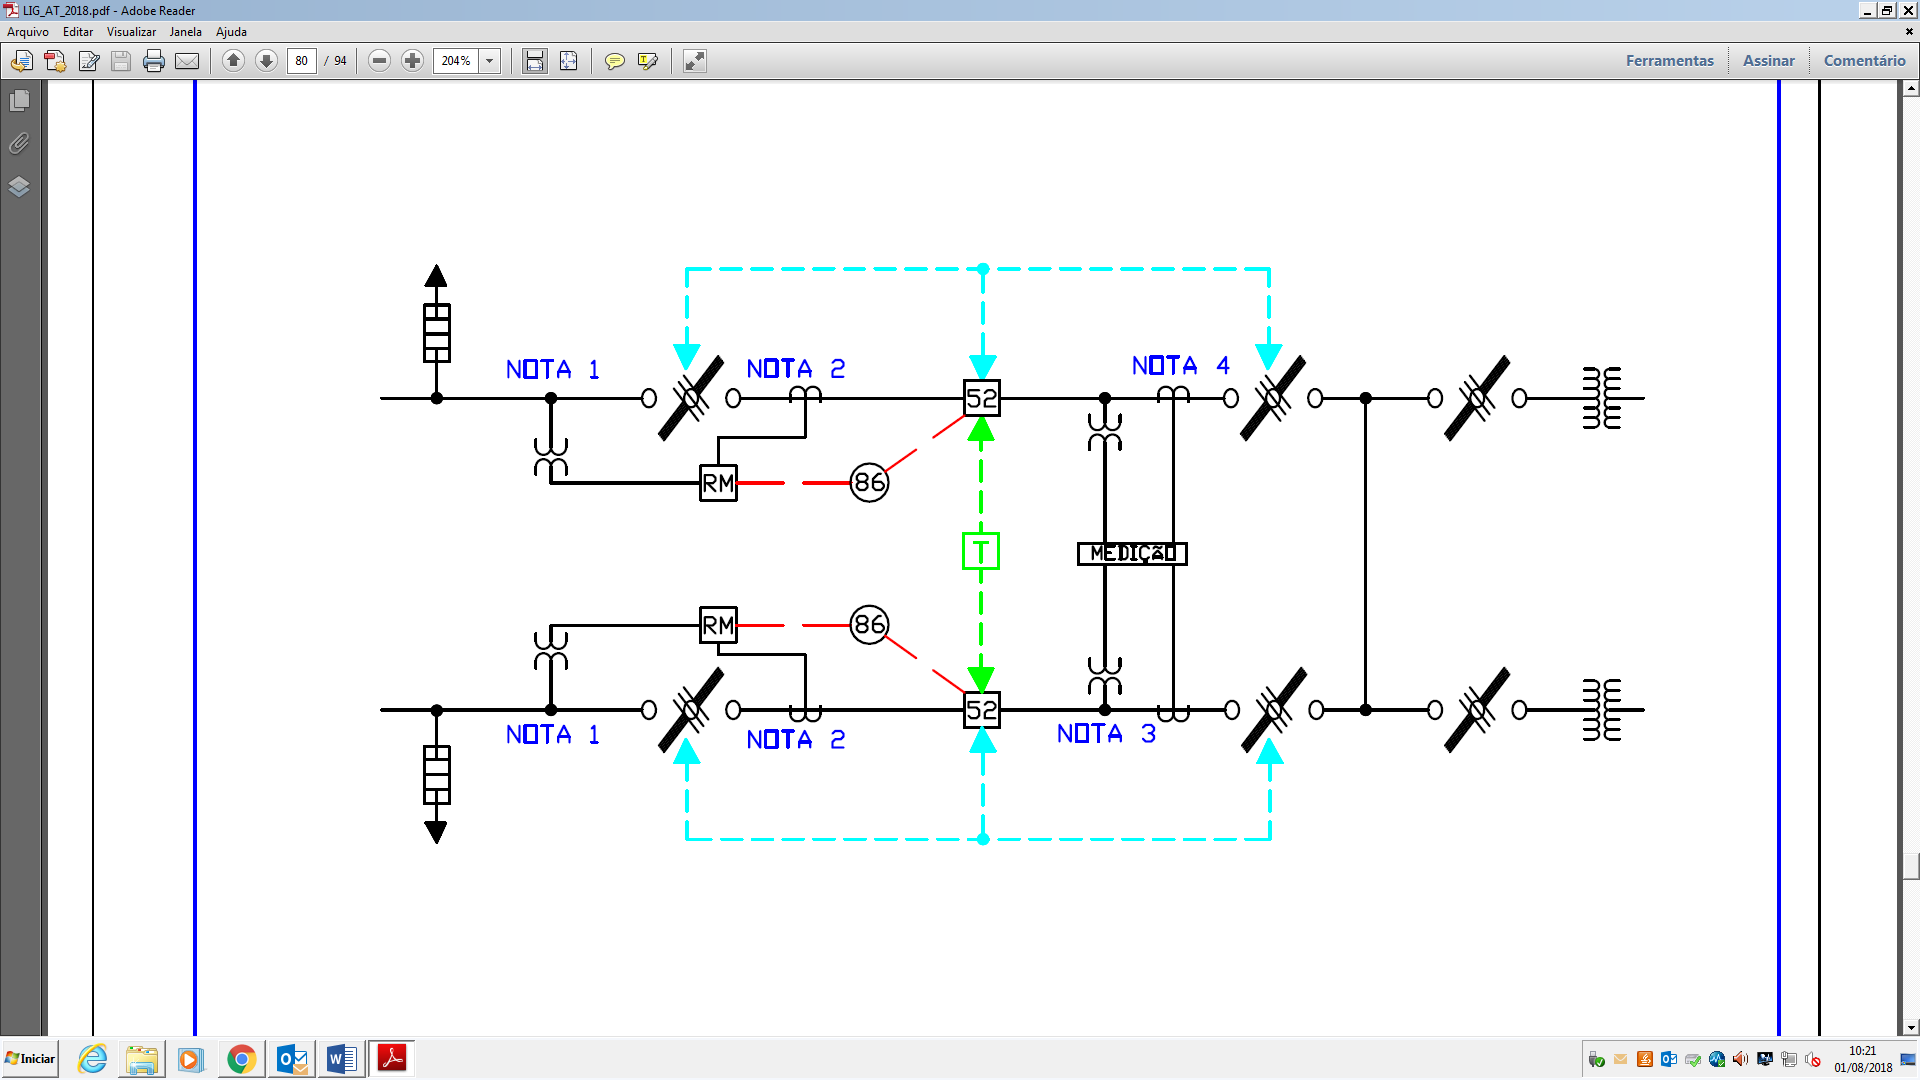 LIG_AT_2018.pdf - Adobe Reader
Arquivo Editar Visualizar Janela Ajuda
80 / 94 204% Ferramentas Assinar Comentário
NOTA 1 NOTA 2 NOTA 4
52
RM 86
T MEDIÇÃO
RM 86
52
NOTA 1 NOTA 2 NOTA 3
Iniciar
10:21
01/08/2018